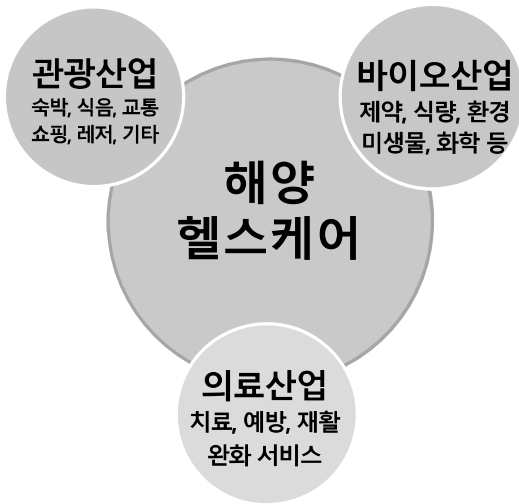 관광산업
숙박, 식음, 교통
쇼핑, 레저, 기타
바이오산업
제약, 식량, 환경
미생물, 화학 등
해양
헬스케어
의료산업
치료, 예방, 재활
완화 서비스